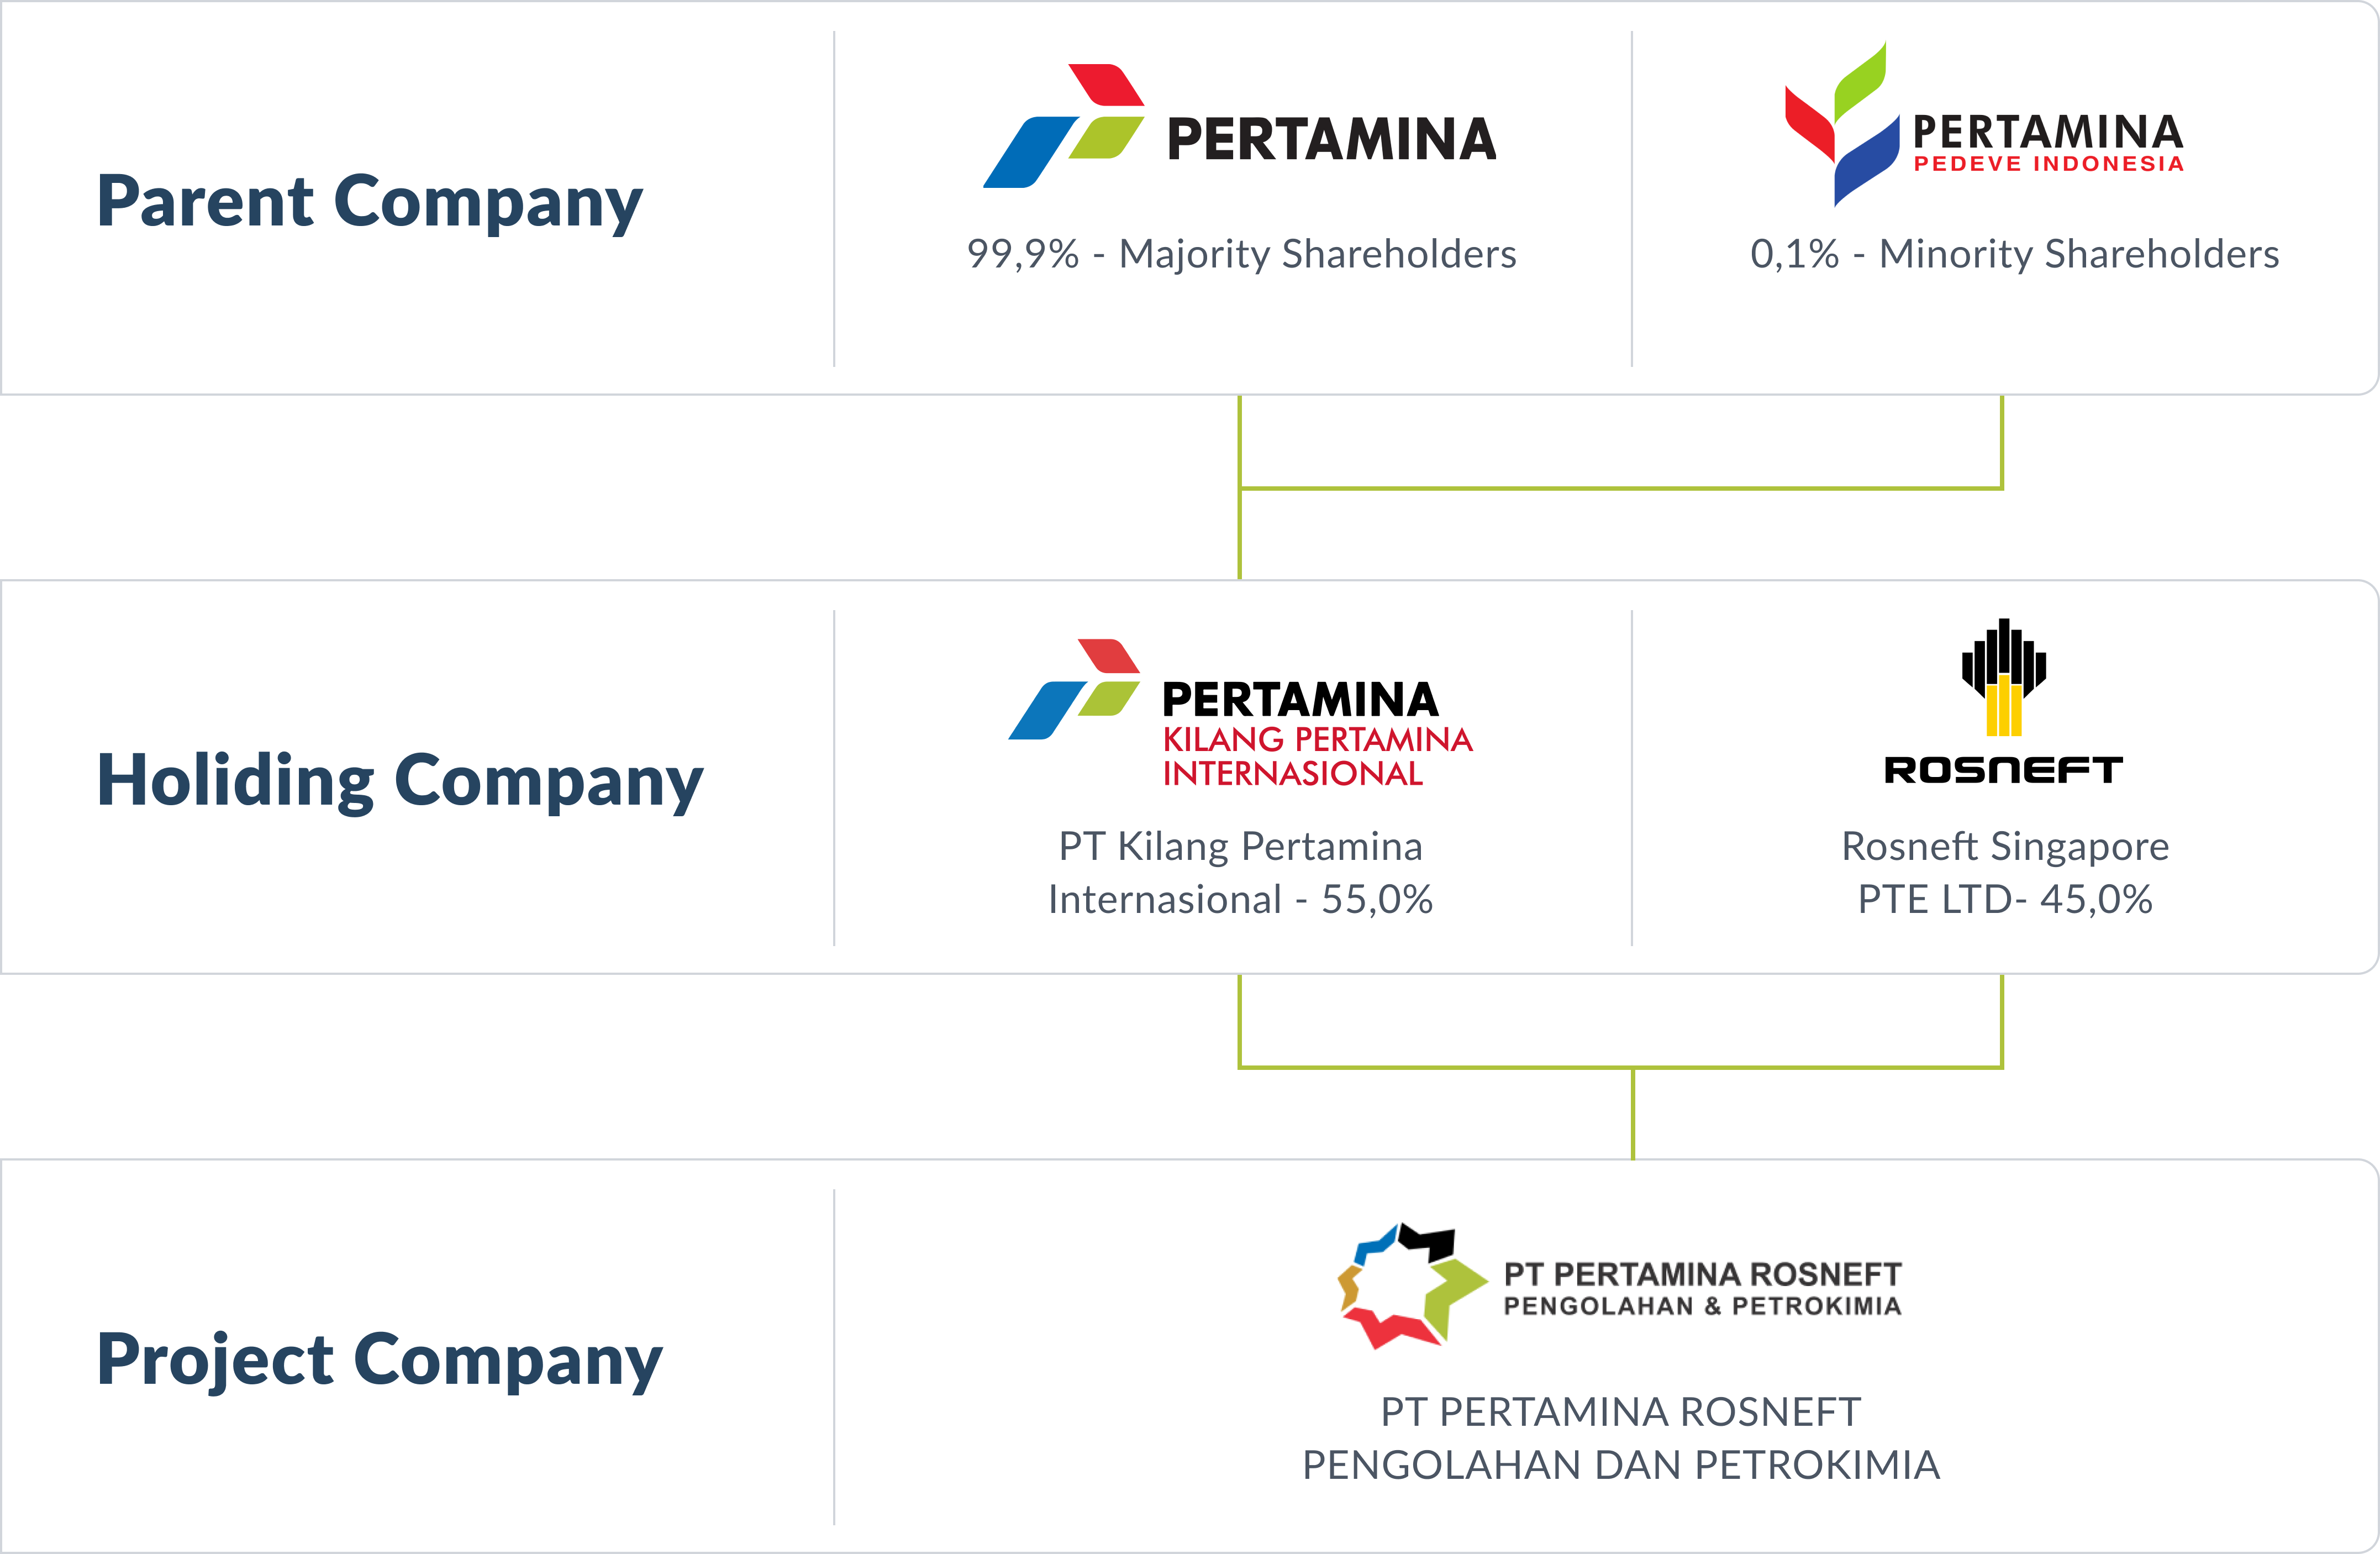 Parent Company
PERTAMINA
99,9% - Majority Shareholders
PERTAMINA
PEDEVE INDONESIA
0,1% - Minority Shareholders
Holiding Company
PERTAMINA
KILANG PERTAMINA
INTERNASIONAL
PT Kilang Pertamina
Internasional - 55,0%
ROSNEFT
Rosneft Singapore
PTE LTD- 45,0%
Project Company
PT PERTAMINA ROSNEFT
PENGOLAHAN & PETROKIMIA
PT PERTAMINA ROSNEFT
PENGOLAHAN DAN PETROKIMIA